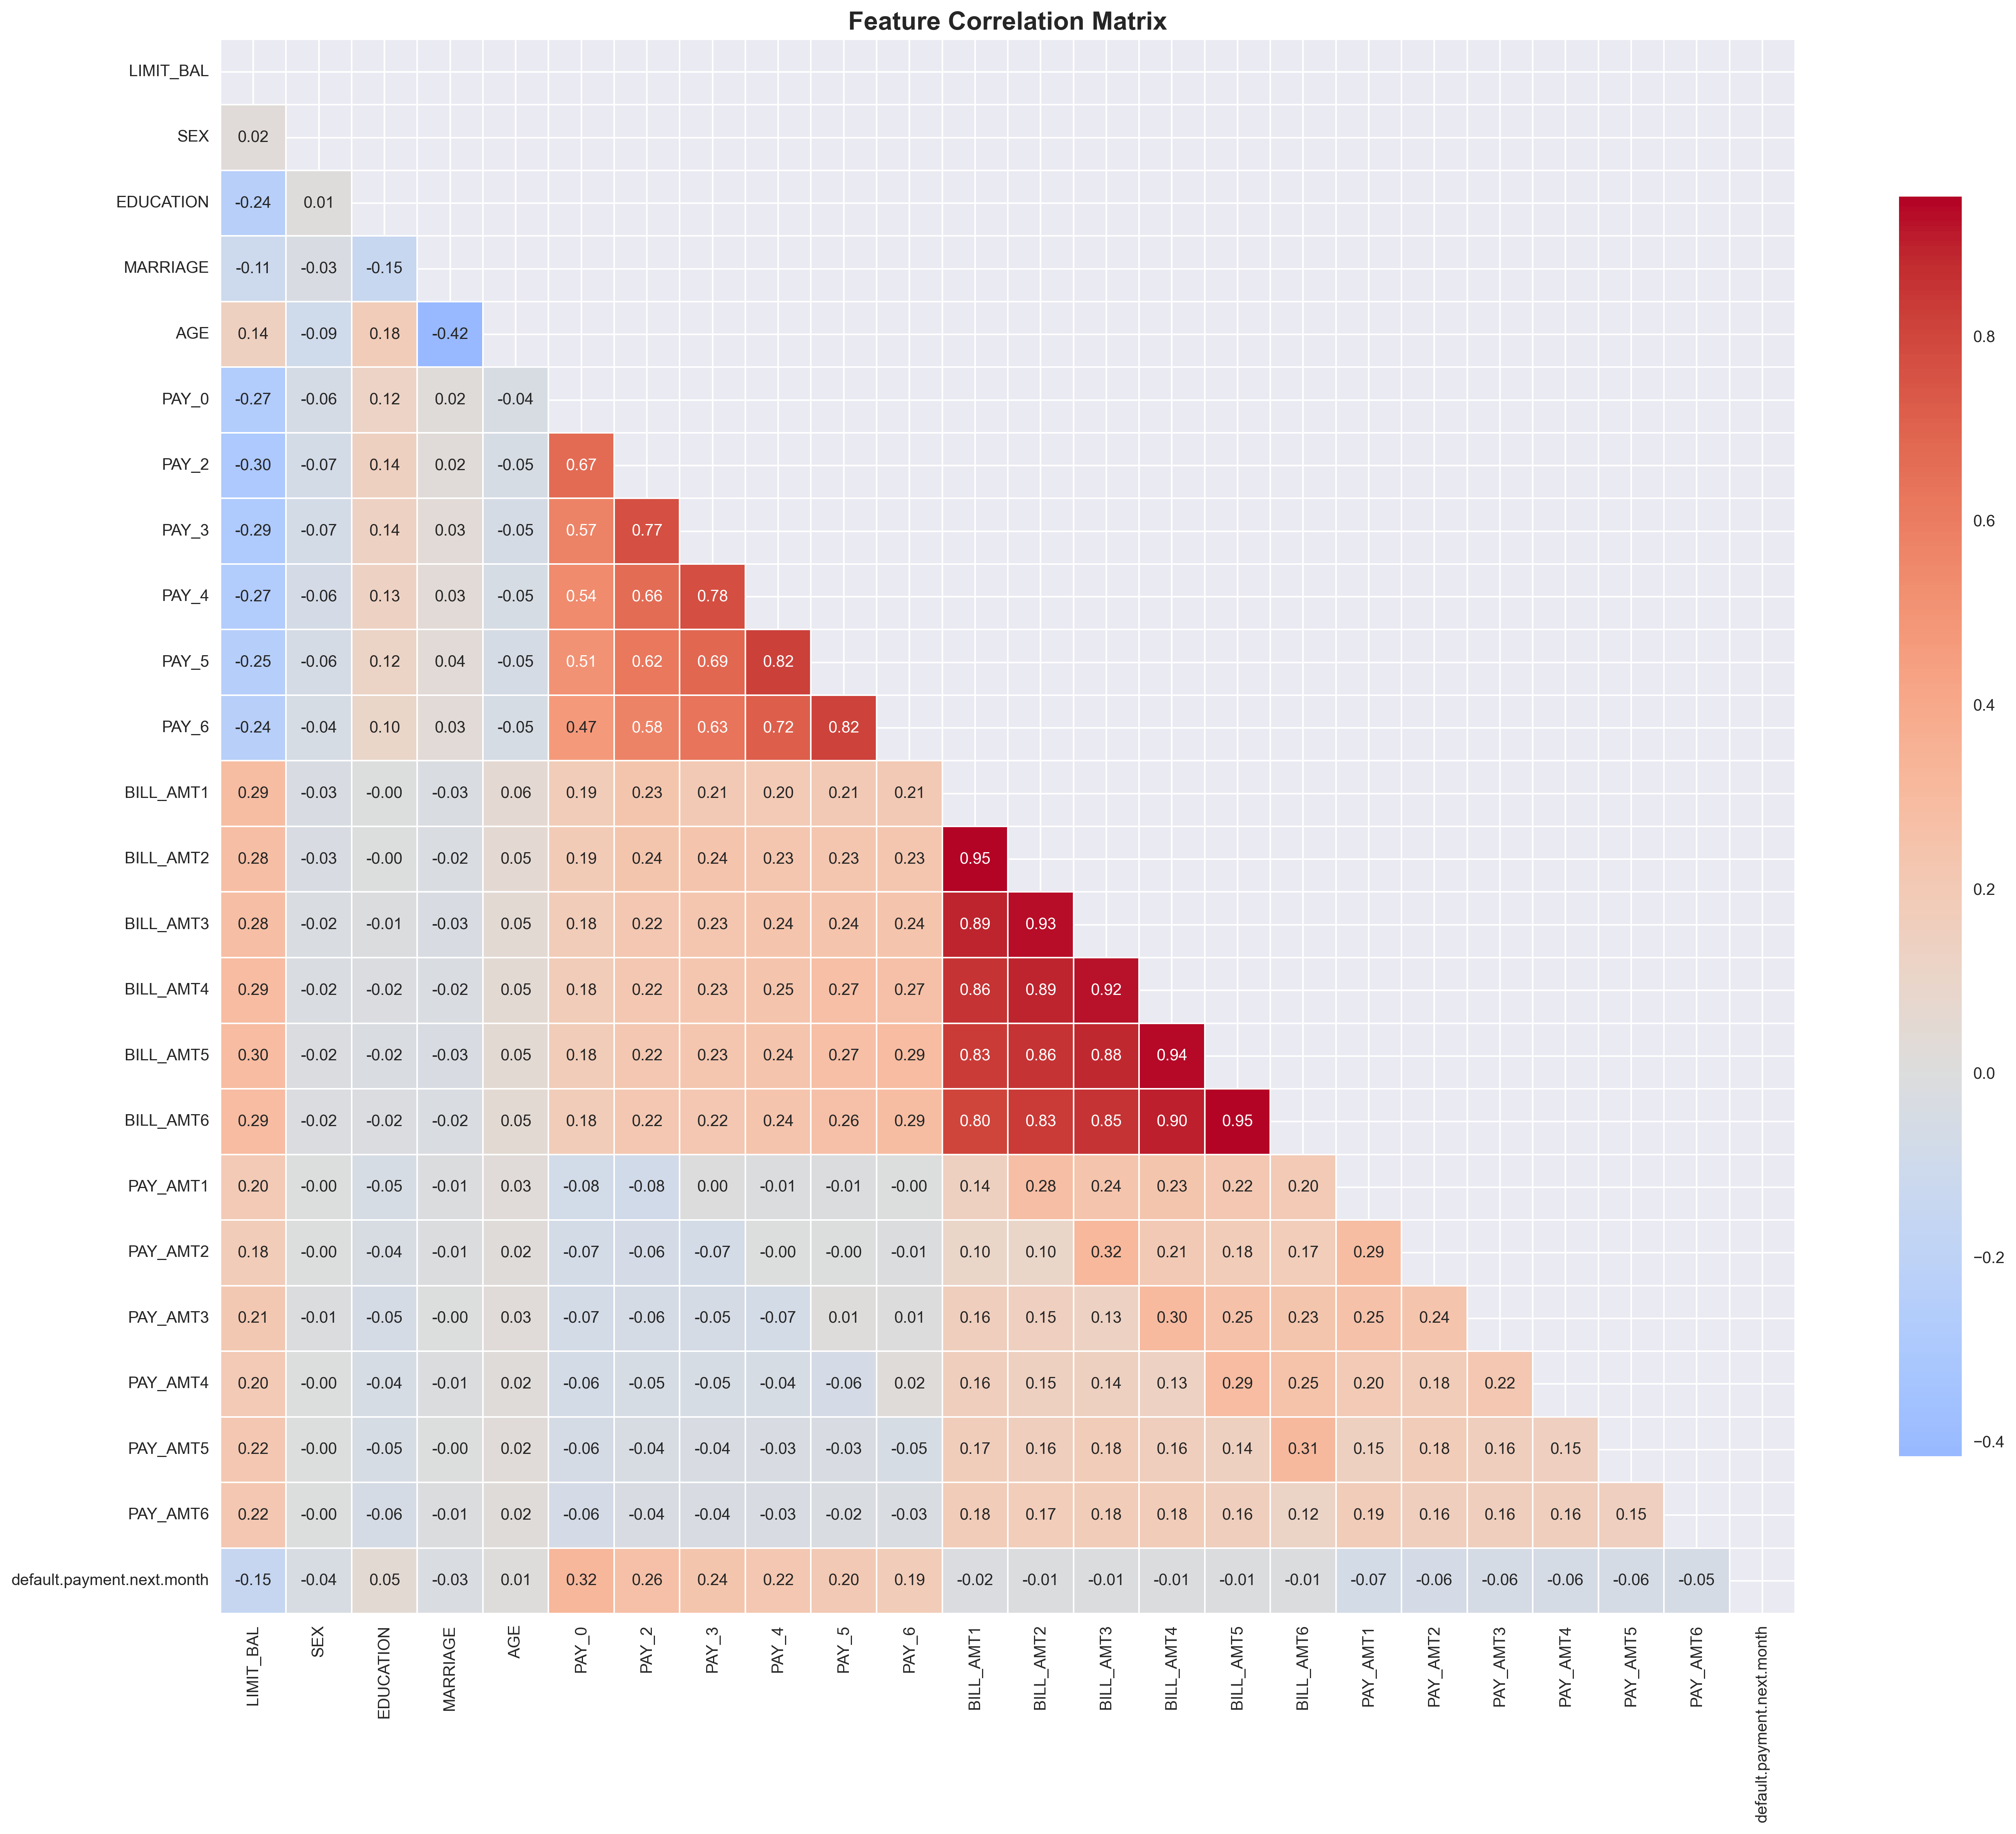 Feature Correlation Matrix
LIMIT_BAL
SEX 0.02
EDUCATION -0.24 0.01
MARRIAGE -0.11 -0.03 -0.15
AGE 0.14 -0.09 0.18 -0.42
PAY_0 -0.27 -0.06 0.12 0.02 -0.04
PAY_2 -0.30 -0.07 0.14 0.02 -0.05 0.67
PAY_3 -0.29 -0.07 0.14 0.03 -0.05 0.57 0.77
PAY_4 -0.27 -0.06 0.13 0.03 -0.05 0.54 0.66 0.78
PAY_5 -0.25 -0.06 0.12 0.04 -0.05 0.51 0.62 0.69 0.82
PAY_6 -0.24 -0.04 0.10 0.03 -0.05 0.47 0.58 0.63 0.72 0.82
BILL_AMT1 0.29 -0.03 -0.00 -0.03 0.06 0.19 0.23 0.21 0.20 0.21 0.21
BILL_AMT2 0.28 -0.03 -0.00 -0.02 0.05 0.19 0.24 0.24 0.23 0.23 0.23 0.95
BILL_AMT3 0.28 -0.02 -0.01 -0.03 0.05 0.18 0.22 0.23 0.24 0.24 0.24 0.89 0.93
BILL_AMT4 0.29 -0.02 -0.02 -0.02 0.05 0.18 0.22 0.23 0.25 0.27 0.27 0.86 0.89 0.92
BILL_AMT5 0.30 -0.02 -0.02 -0.03 0.05 0.18 0.22 0.23 0.24 0.27 0.29 0.83 0.86 0.88 0.94
BILL_AMT6 0.29 -0.02 -0.02 -0.02 0.05 0.18 0.22 0.22 0.24 0.26 0.29 0.80 0.83 0.85 0.90 0.95
PAY_AMT1 0.20 -0.00 -0.05 -0.01 0.03 -0.08 -0.08 0.00 -0.01 -0.01 -0.00 0.14 0.28 0.24 0.23 0.22 0.20
PAY_AMT2 0.18 -0.00 -0.04 -0.01 0.02 -0.07 -0.06 -0.07 -0.00 -0.00 -0.01 0.10 0.10 0.32 0.21 0.18 0.17 0.29
PAY_AMT3 0.21 -0.01 -0.05 -0.00 0.03 -0.07 -0.06 -0.05 -0.07 0.01 0.01 0.16 0.15 0.13 0.30 0.25 0.23 0.25 0.24
PAY_AMT4 0.20 -0.00 -0.04 -0.01 0.02 -0.06 -0.05 -0.05 -0.04 -0.06 0.02 0.16 0.15 0.14 0.13 0.29 0.25 0.20 0.18 0.22
PAY_AMT5 0.22 -0.00 -0.05 -0.00 0.02 -0.06 -0.04 -0.04 -0.03 -0.03 -0.05 0.17 0.16 0.18 0.16 0.14 0.31 0.15 0.18 0.16 0.15
PAY_AMT6 0.22 -0.00 -0.06 -0.01 0.02 -0.06 -0.04 -0.04 -0.03 -0.02 -0.03 0.18 0.17 0.18 0.18 0.16 0.12 0.19 0.16 0.16 0.16 0.15
default.payment.next.month -0.15 -0.04 0.05 -0.03 0.01 0.32 0.26 0.24 0.22 0.20 0.19 -0.02 -0.01 -0.01 -0.01 -0.01 -0.01 -0.07 -0.06 -0.06 -0.06 -0.06 -0.05
LIMIT_BAL SEX EDUCATION MARRIAGE AGE PAY_0 PAY_2 PAY_3 PAY_4 PAY_5 PAY_6 BILL_AMT1 BILL_AMT2 BILL_AMT3 BILL_AMT4 BILL_AMT5 BILL_AMT6 PAY_AMT1 PAY_AMT2 PAY_AMT3 PAY_AMT4 PAY_AMT5 PAY_AMT6 default.payment.next.month
0.8
0.6
0.4
0.2
0.0
−0.2
−0.4